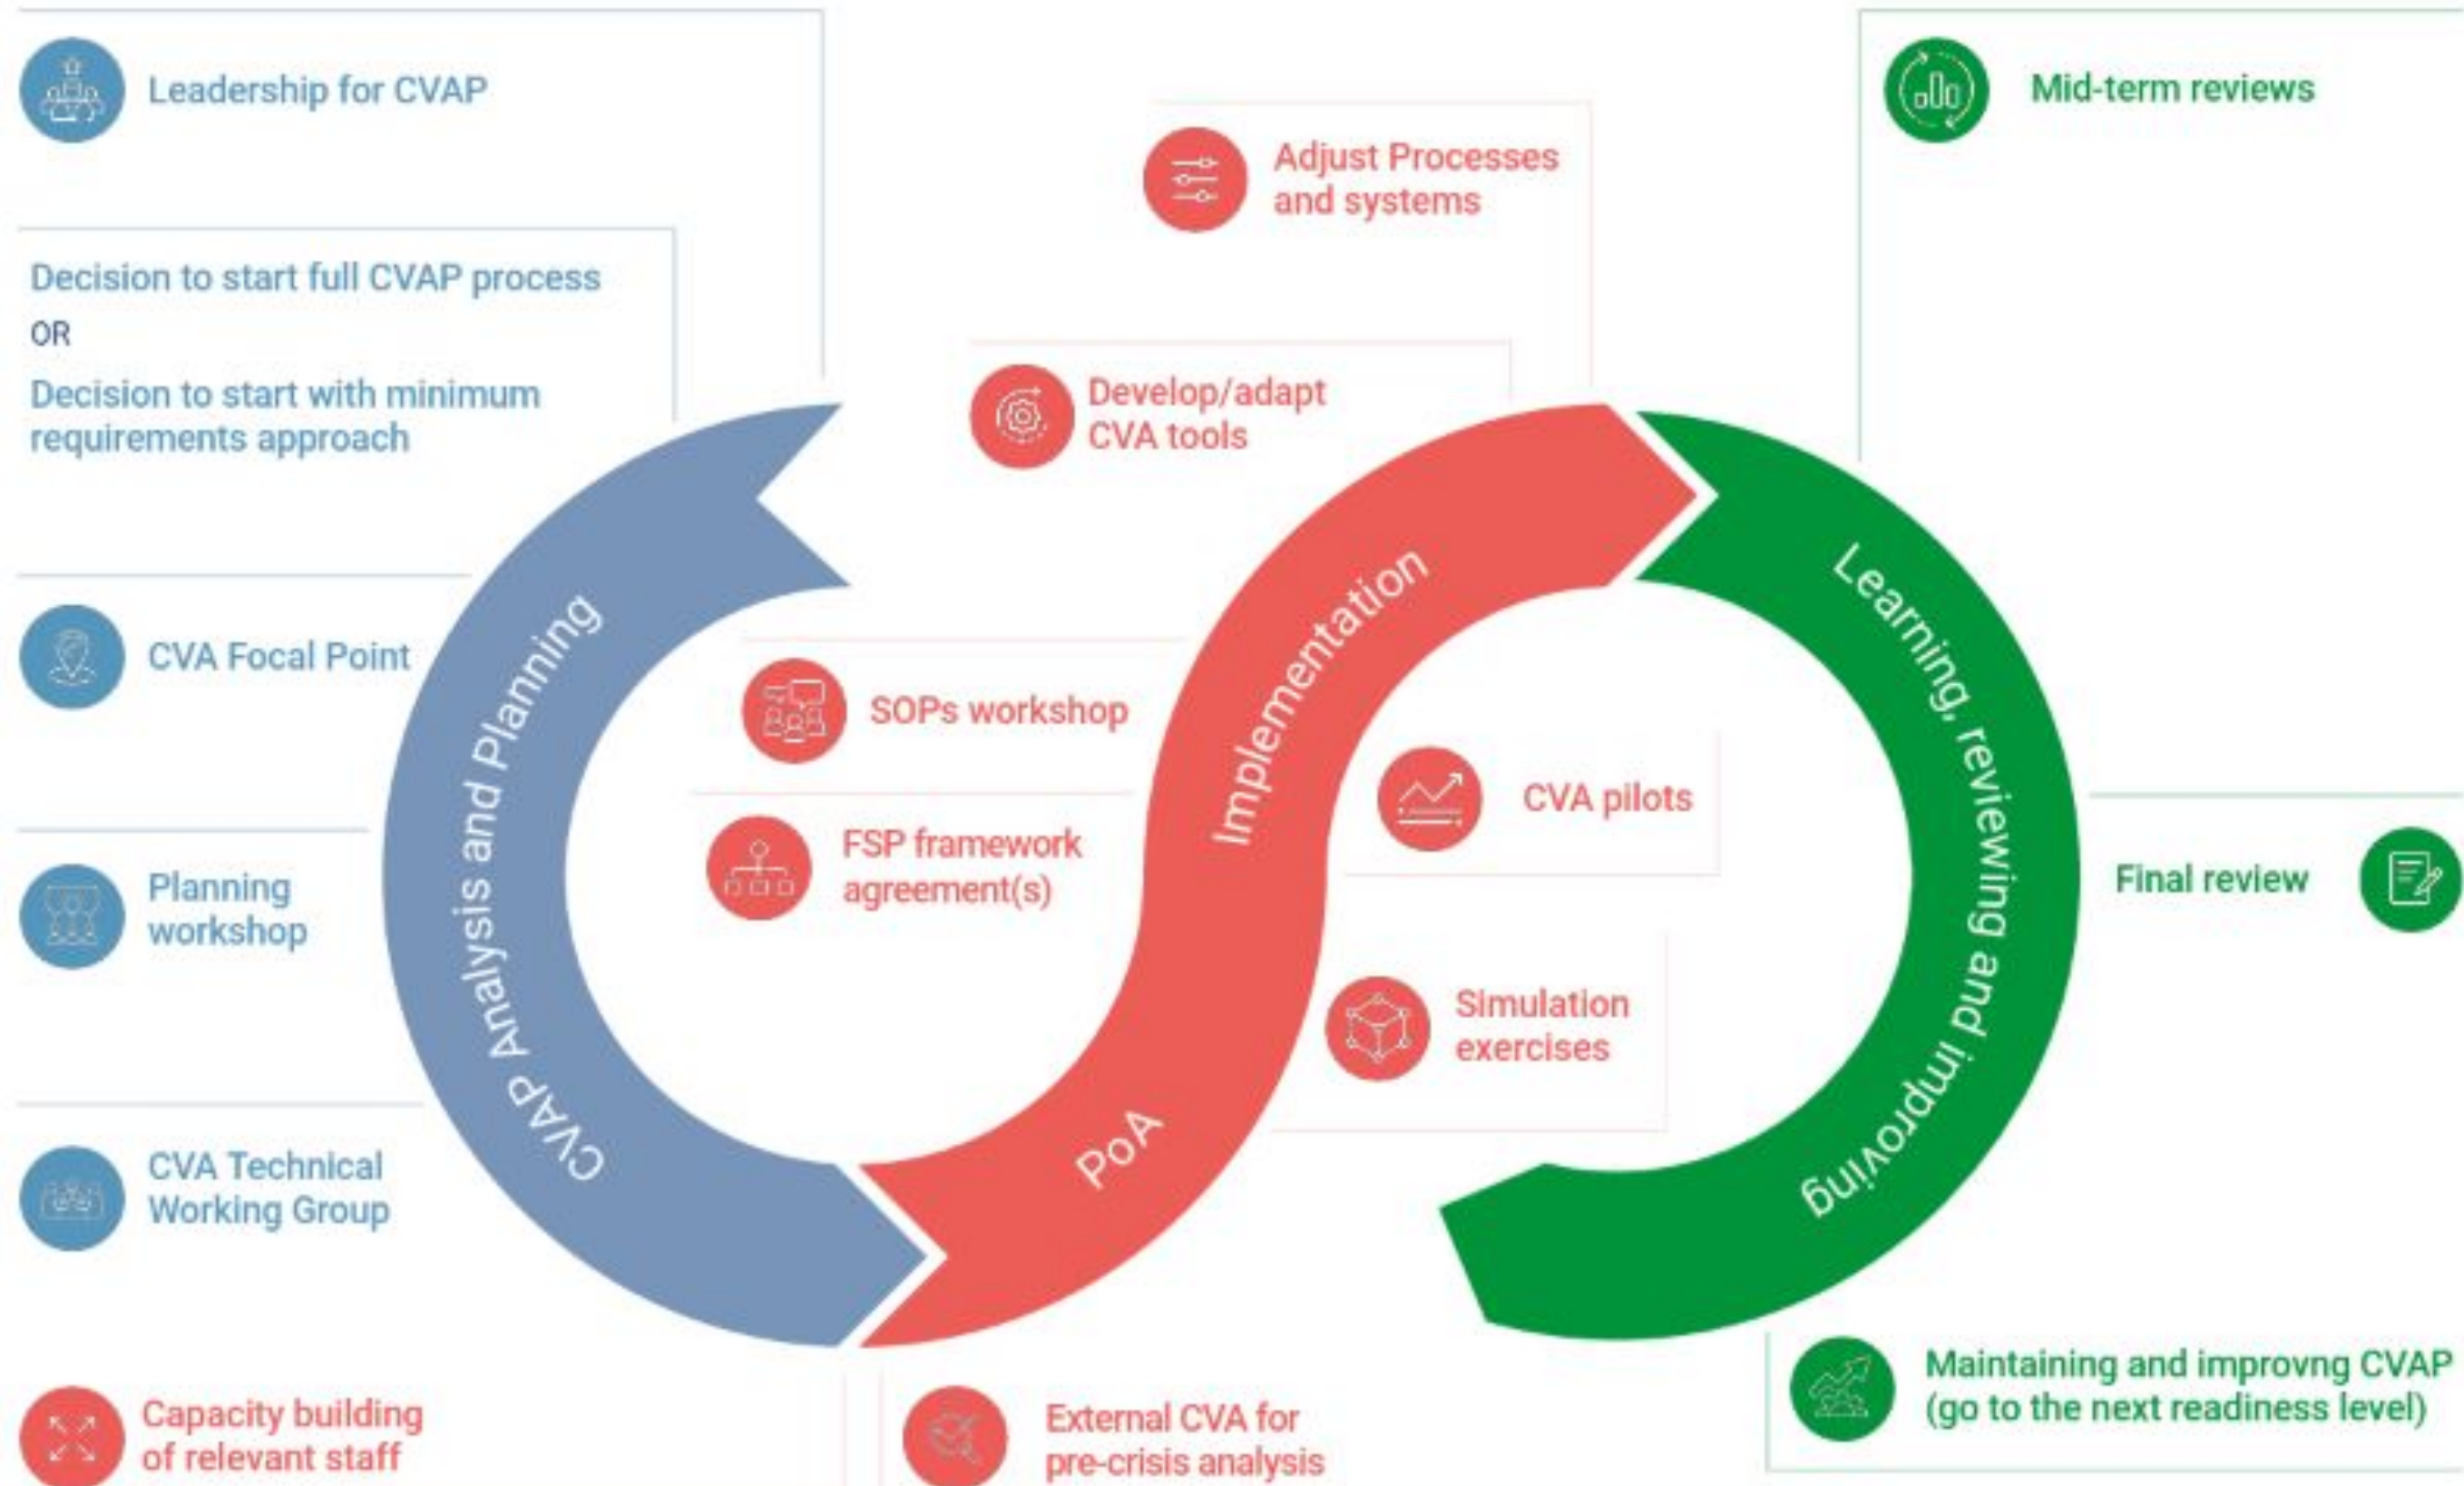 Leadership for CVAP
Decision to start full CVAP process
OR
Decision to start with minimum
requirements approach
CVA Focal Point
Planning
workshop
CVA Technical
Working Group
CVAP Analysis and Planning
Capacity building
of relevant staff
External CVA for
pre-crisis analysis
PoA
Implementation
FSP framework
agreement(s)
SOPs workshop
Develop/adapt
CVA tools
Adjust Processes
and systems
CVA pilots
Simulation
exercises
Learning, reviewing and improving
Mid-term reviews
Final review
Maintaining and improvng CVAP
(go to the next readiness level)